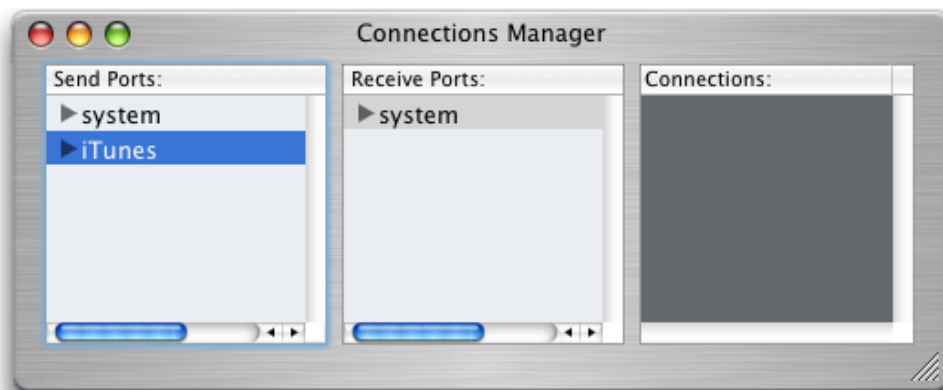 Connections Manager
Send Ports:
system
iTunes
Receive Ports:
system
Connections: